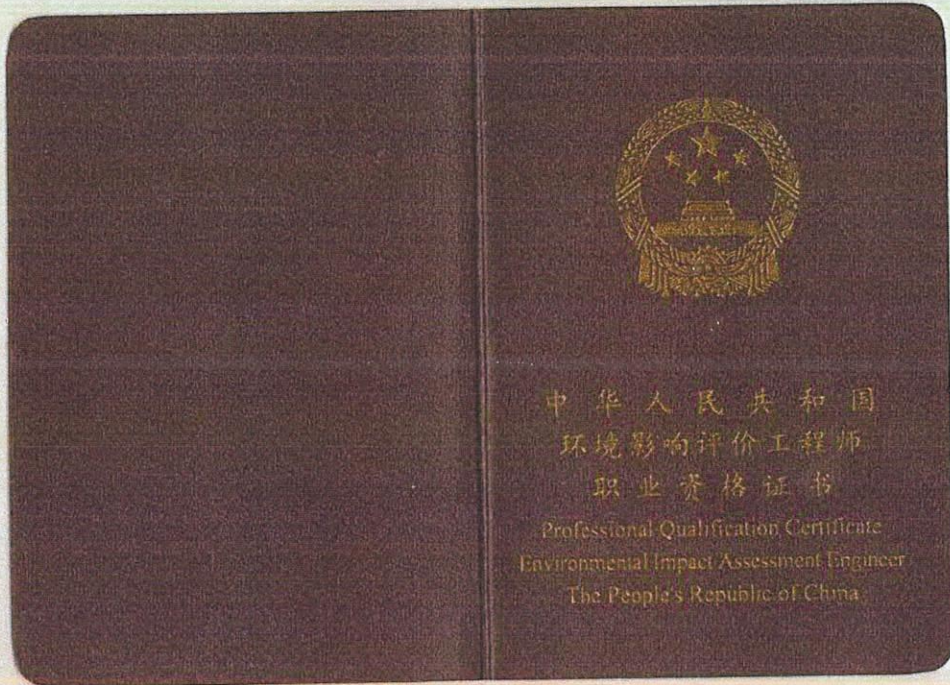 中华人民共和国
环境影响评价工程师
职业资格证书
Professional Qualification Certificate
Environmental Impact Assessment Engineer
The People's Republic of China